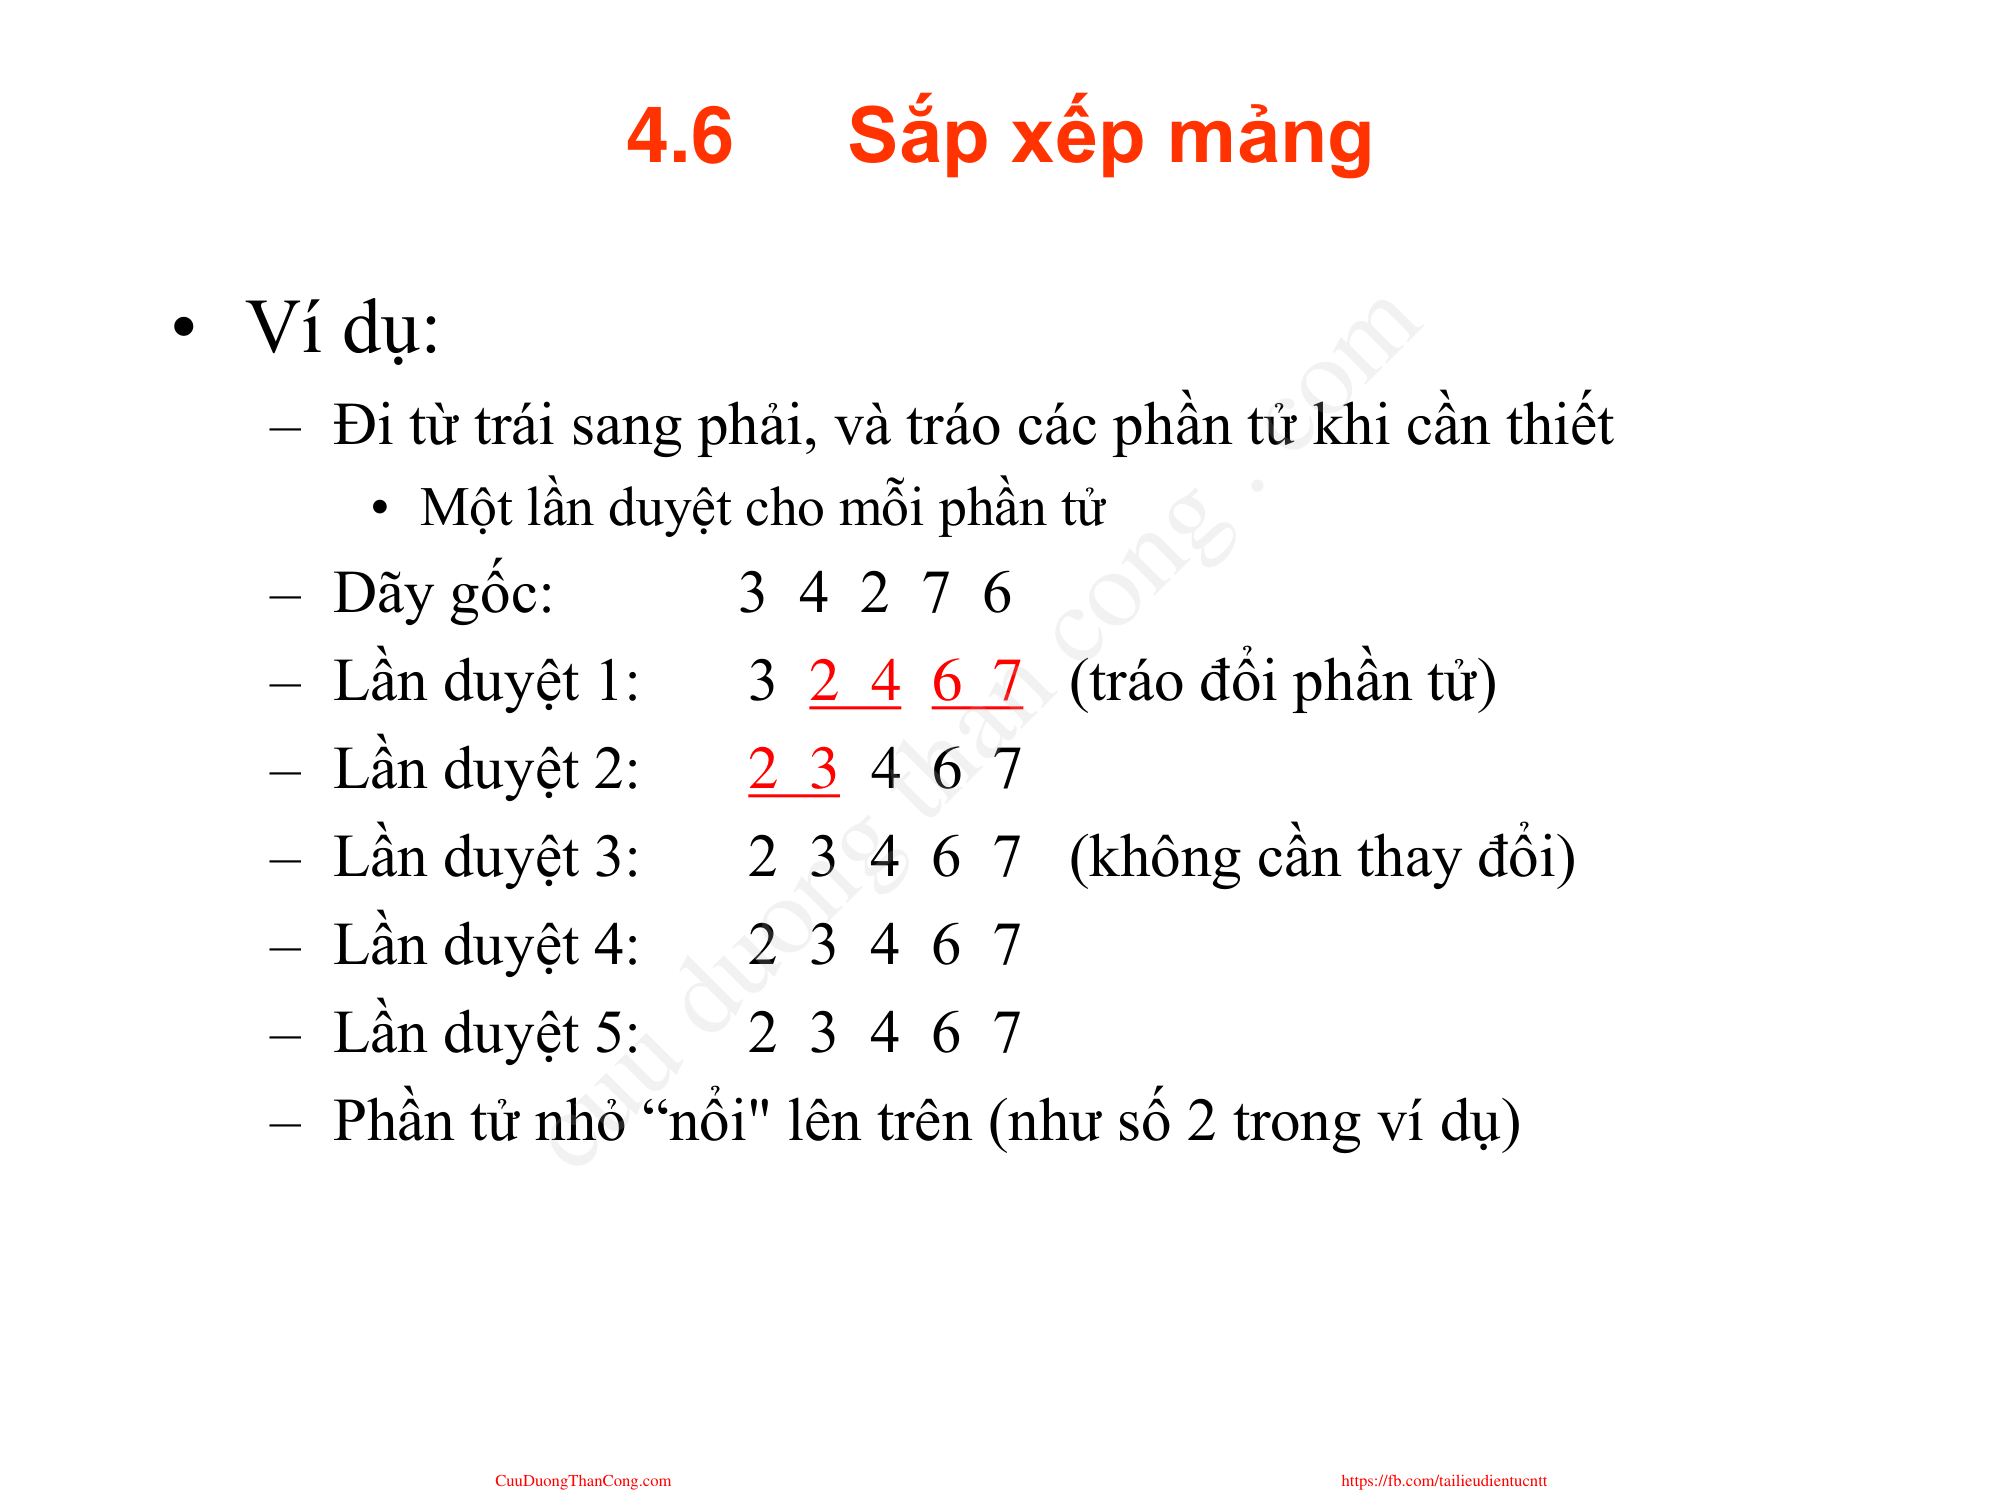 4.6 Sắp xếp mảng
• Ví dụ:
– Đi từ trái sang phải, và tráo các phần tử khi cần thiết
• Một lần duyệt cho mỗi phần tử
– Dãy gốc: 3 4 2 7 6
– Lần duyệt 1: 3 2 4 6 7 (tráo đổi phần tử)
– Lần duyệt 2: 2 3 4 6 7
– Lần duyệt 3: 2 3 4 6 7 (không cần thay đổi)
– Lần duyệt 4: 2 3 4 6 7
– Lần duyệt 5: 2 3 4 6 7
– Phần tử nhỏ “nổi" lên trên (như số 2 trong ví dụ)
cuu duong than cong . com
CuuDuongThanCong.com
https://fb.com/tailieudientucntt